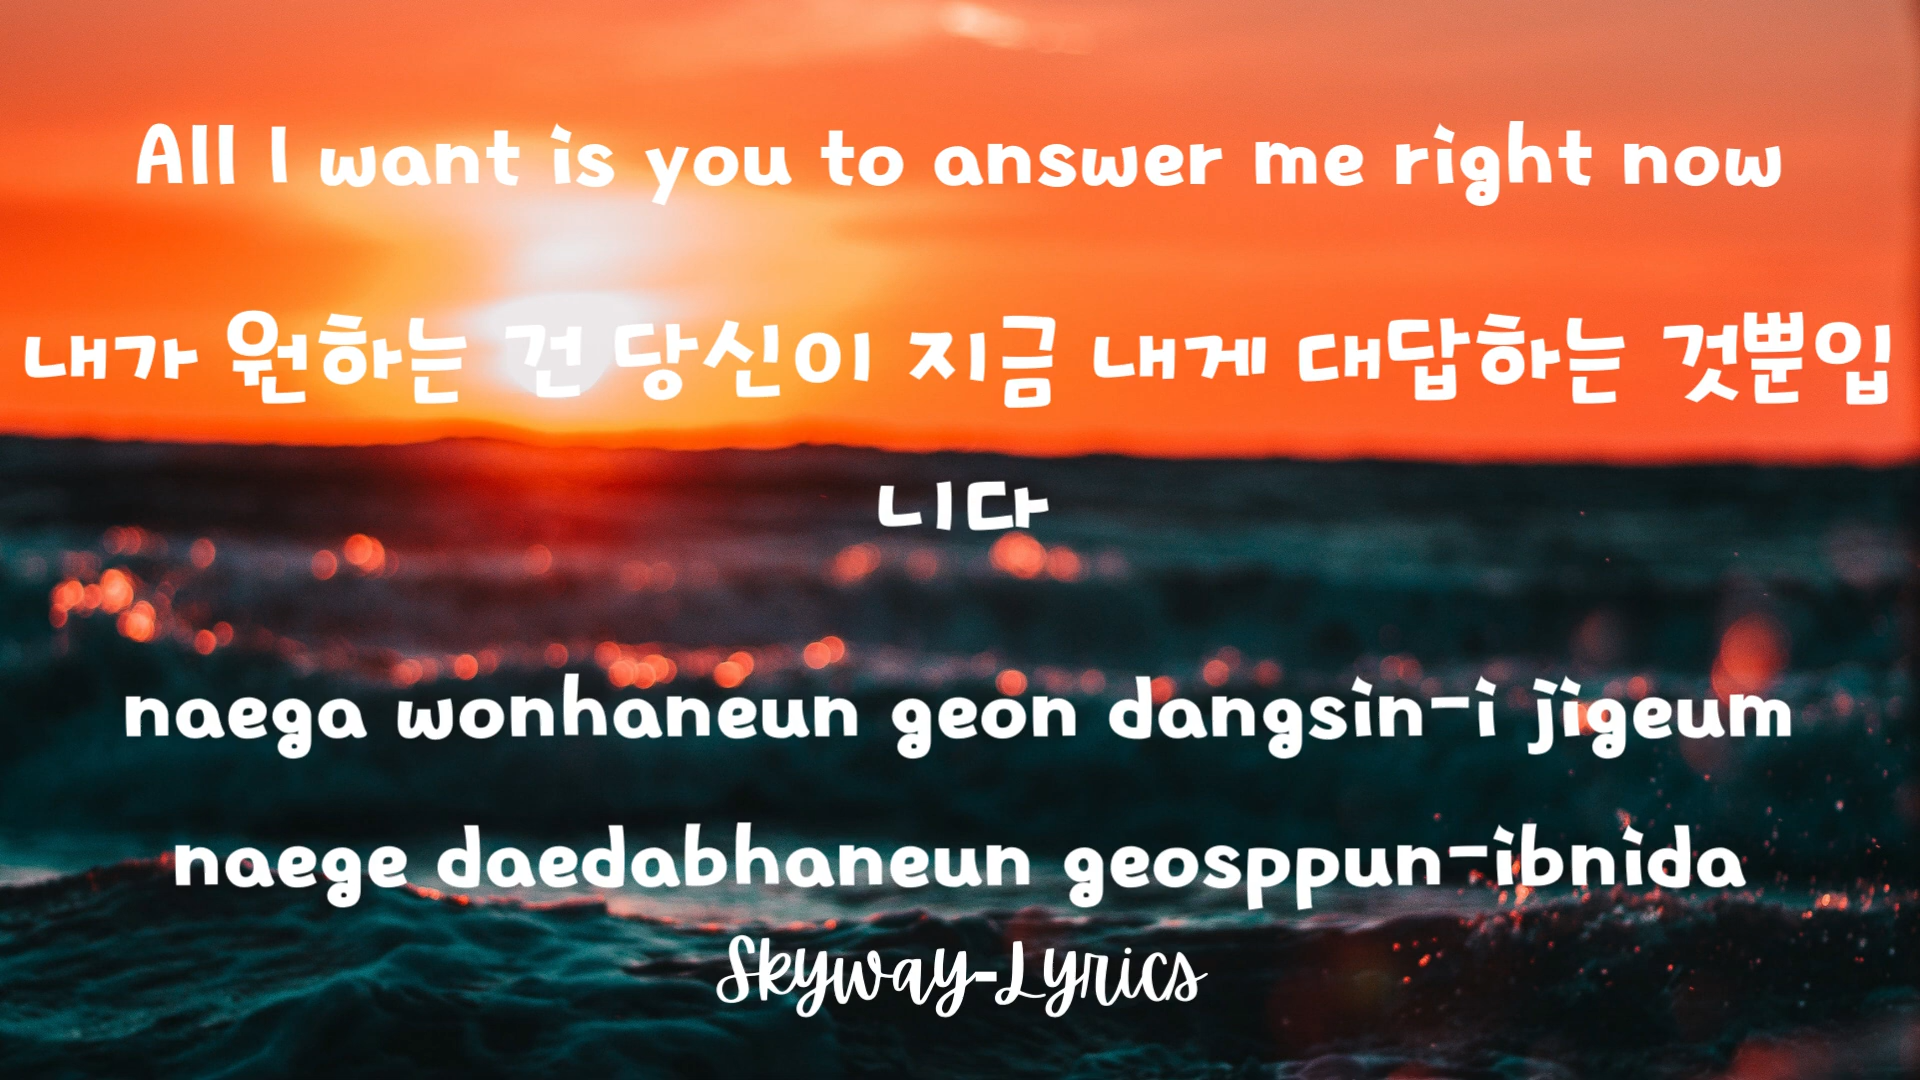 All I want is you to answer me right now
내가 원하는 건 당신이 지금 내게 대답하는 것뿐입
니다
naega wonhaneun geon dangsin-i jigeum
naege daedabhaneun geosppun-ibnida
Skyway-Lyrics